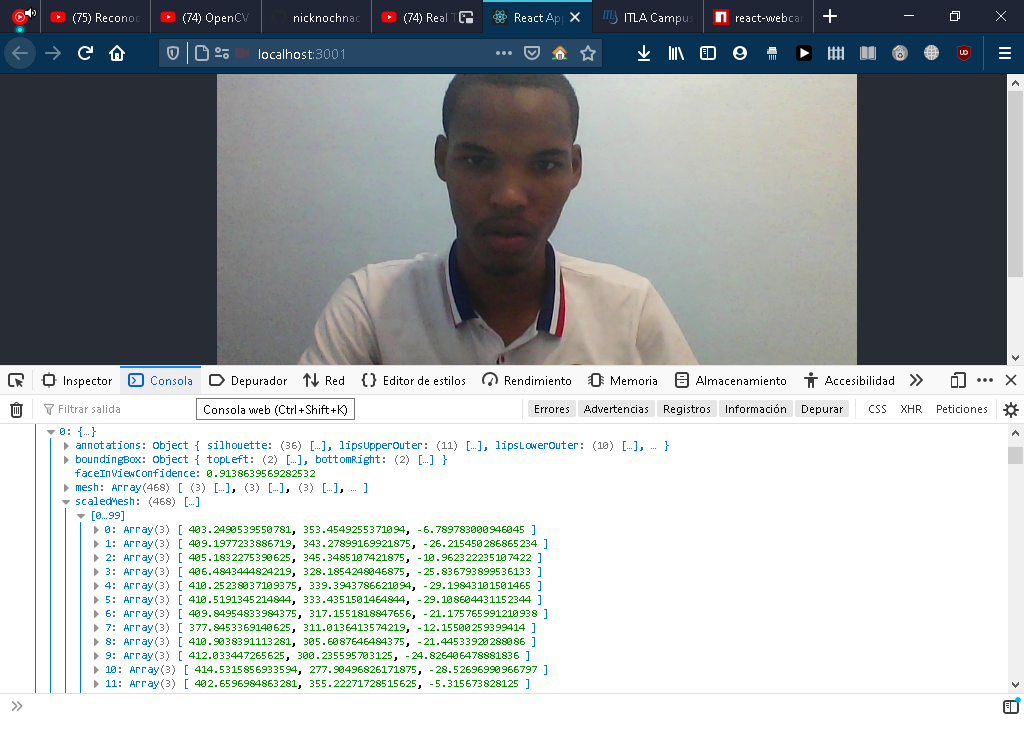 (75) Reconoc
(74) OpenCV
nicknochnac
(74) Real T
React Ap
ITLA Campus
react-webcam
localhost:3001
Inspector
Consola
Depurador
Red
{} Editor de estilos
Rendimiento
Memoria
Almacenamiento
Accesibilidad
Filtrar salida
Consola web (Ctrl+Shift+K)
Errores
Advertencias
Registros
Información
Depurar
CSS
XHR
Peticiones
0: {…}
annotations: Object { silhouette: (36) […], lipsUpperOuter: (11) […], lipsLowerOuter: (10) […], … }
boundingBox: Object { topLeft: (2) […], bottomRight: (2) […] }
faceInViewConfidence: 0.9138639569282532
mesh: Array(468) [ (3) […], (3) […], (3) […], … ]
scaledMesh: (468) […]
[0…99]
0: Array(3) [ 403.2490539550781, 353.4549255371094, -6.789783000946045 ]
1: Array(3) [ 409.1977233886719, 343.27899169921875, -26.215450286865234 ]
2: Array(3) [ 405.1832275390625, 345.3485107421875, -10.962322235107422 ]
3: Array(3) [ 406.4843444824219, 328.1854248046875, -25.836793899536133 ]
4: Array(3) [ 410.25238037109375, 339.3943786621094, -29.19843101501465 ]
5: Array(3) [ 410.5191345214844, 333.4351501464844, -29.108604431152344 ]
6: Array(3) [ 409.84954833984375, 317.1551818847656, -21.175765991210938 ]
7: Array(3) [ 377.8453369140625, 311.0136413574219, -12.15500259399414 ]
8: Array(3) [ 410.9038391113281, 305.6087646484375, -21.44533920288086 ]
9: Array(3) [ 412.033447265625, 300.235595703125, -24.826406478881836 ]
10: Array(3) [ 414.5315856933594, 277.90496826171875, -28.52696990966797 ]
11: Array(3) [ 402.6596984863281, 355.22271728515625, -5.315673828125 ]